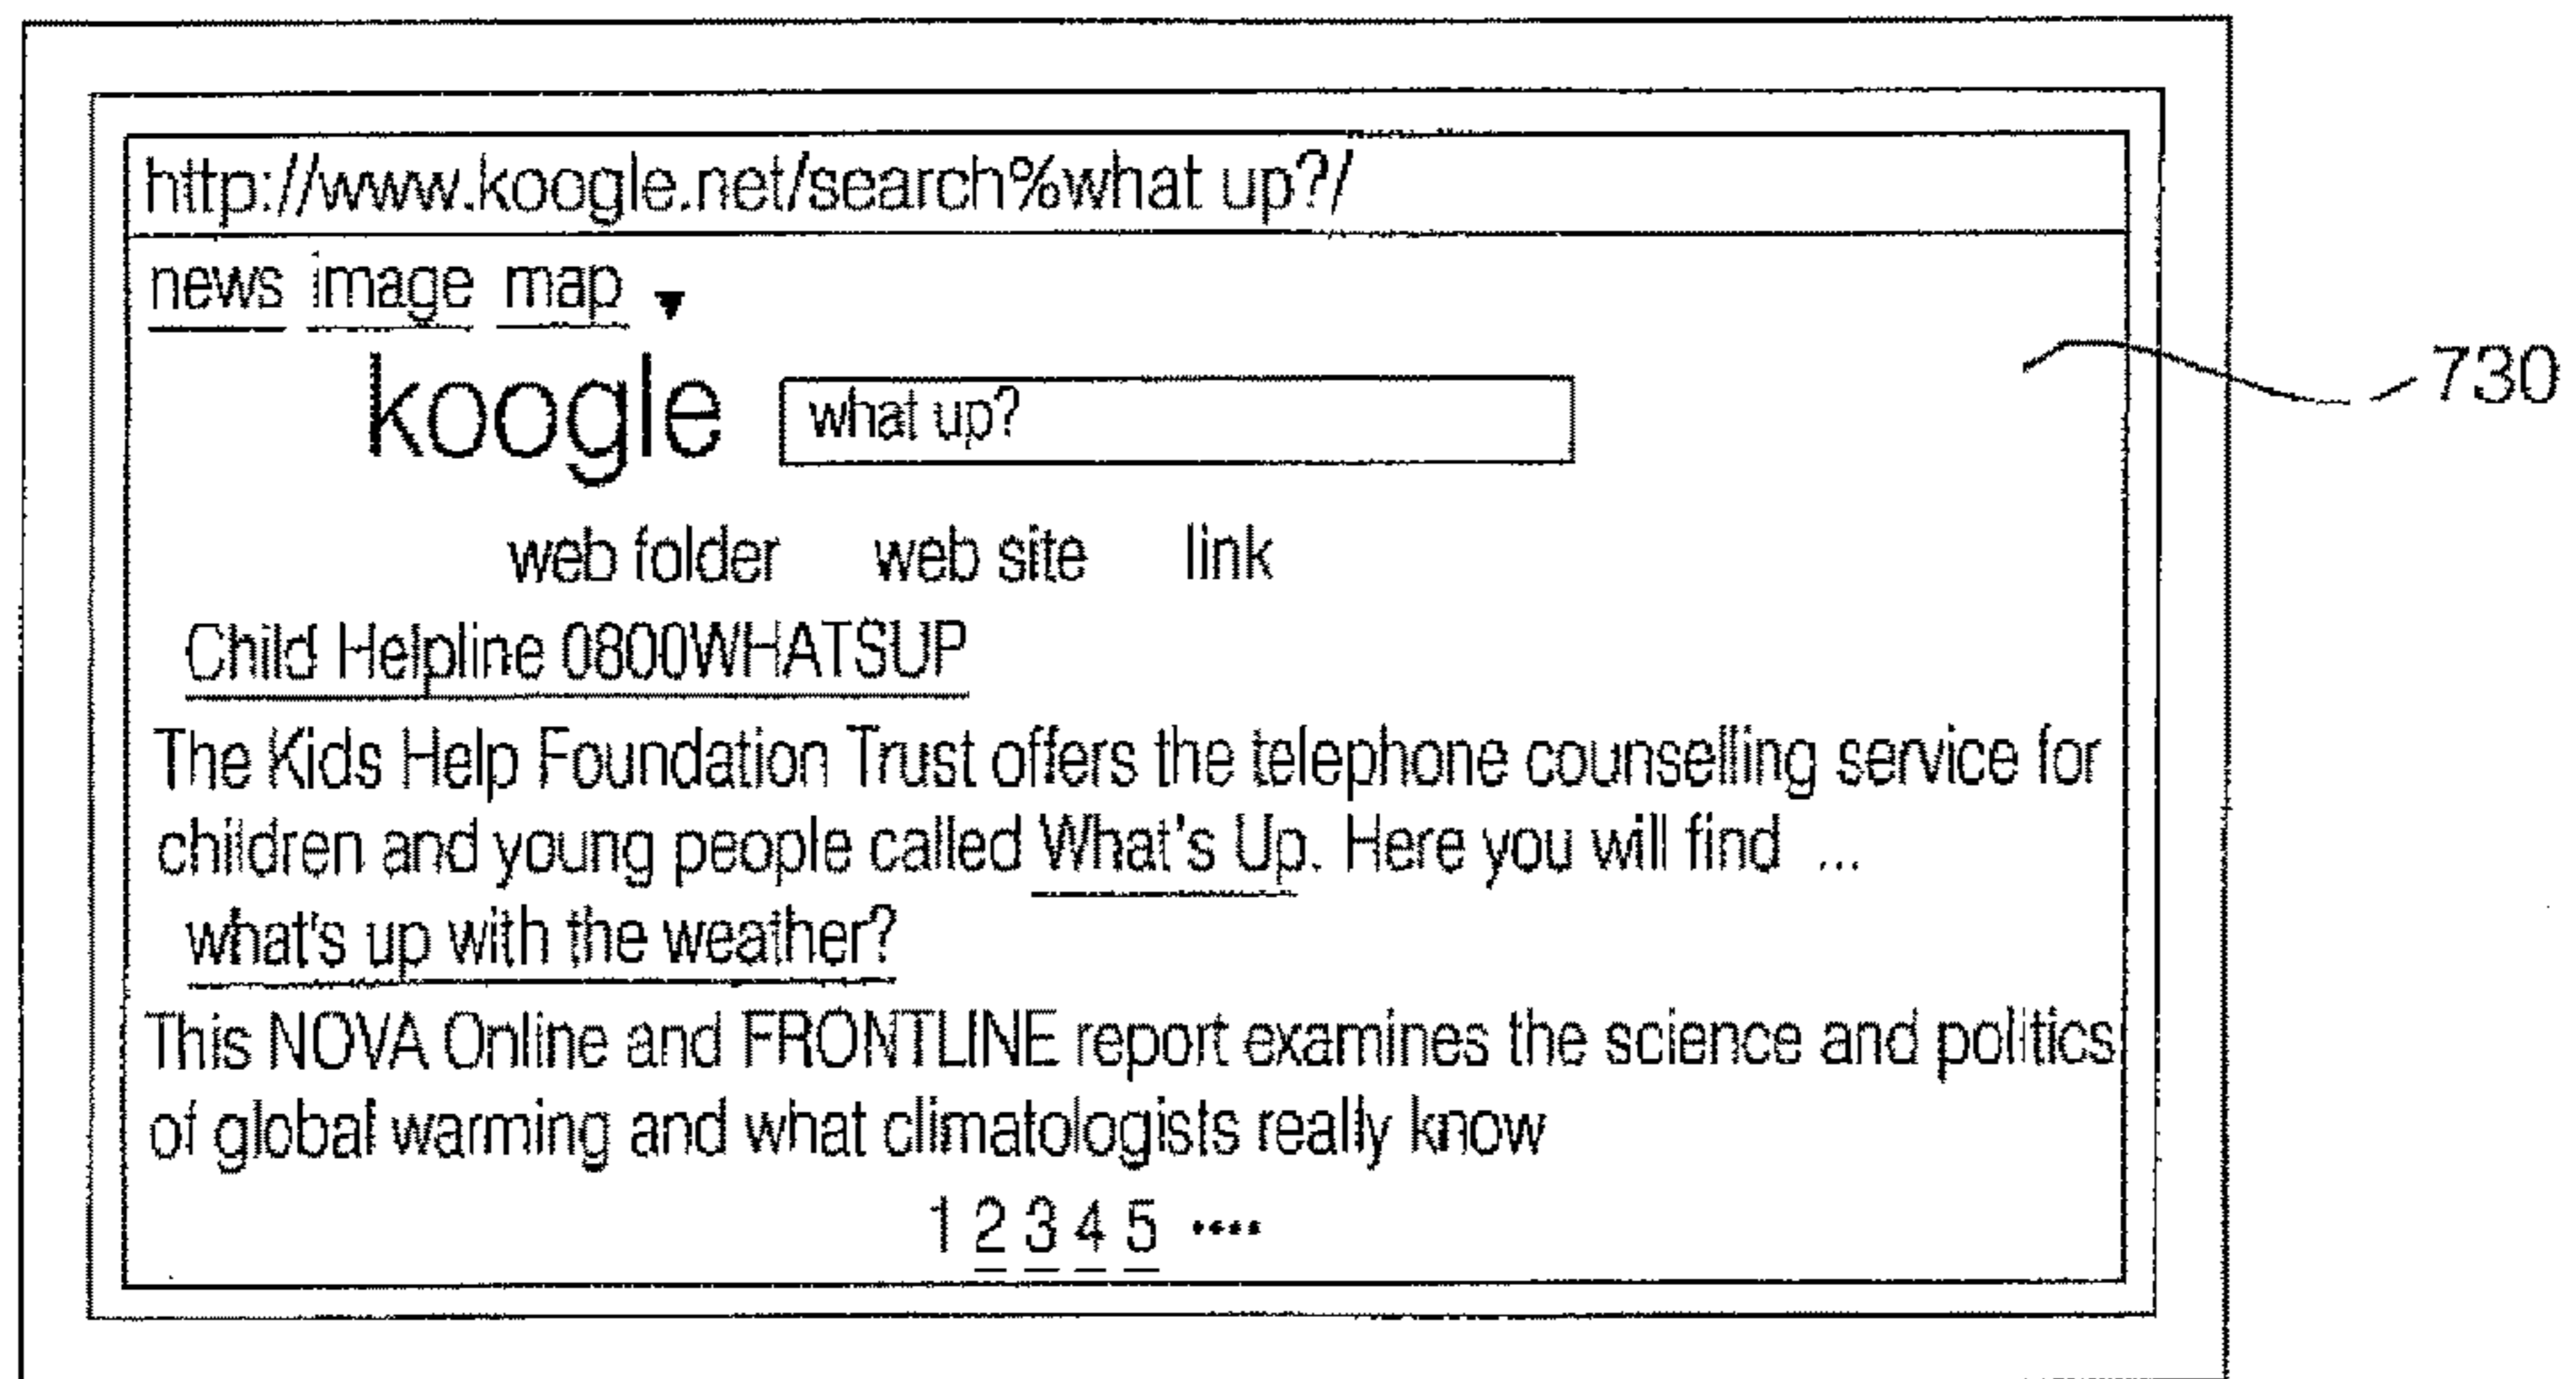 http://www.koogle.net/search%what up?/
news image map ▼
730
koogle what up?
web folder web site link
Child Helpline 0800WHATSUP
The Kids Help Foundation Trust offers the telephone counselling service for
children and young people called What's Up. Here you will find ...
what's up with the weather?
This NOVA Online and FRONTLINE report examines the science and politics
of global warming and what climatologists really know
1 2 3 4 5 ····